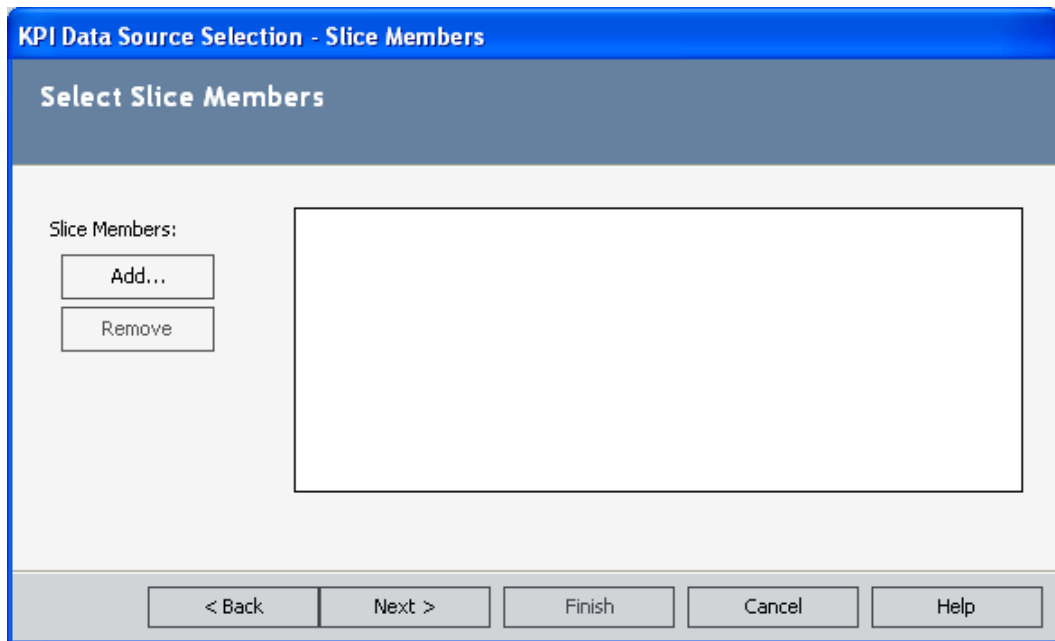 KPI Data Source Selection - Slice Members
Select Slice Members
Slice Members:
Add...
Remove
< Back Next > Finish Cancel Help